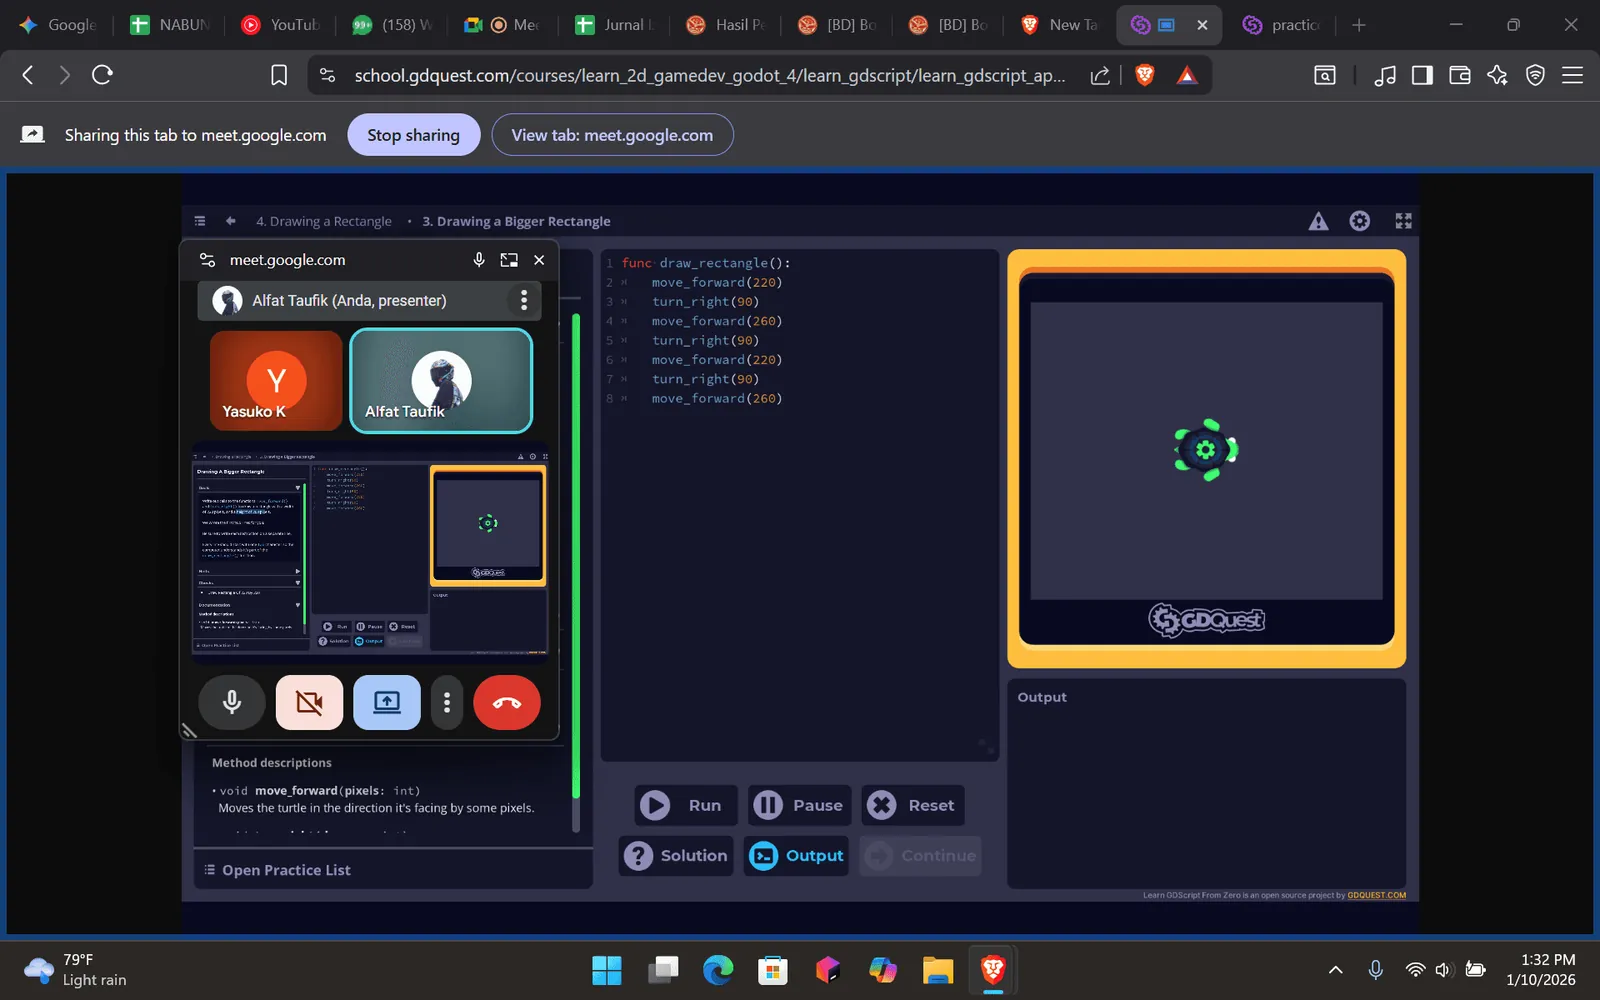 Google
NABUN
YouTub
(158) W
Mee
Jurnal L
Hasil Pe
[BD] Bo
[BD] Bo
New Ta
practic
school.gdquest.com/courses/learn_2d_gamedev_godot_4/learn_gdscript/learn_gdscript_ap...
Sharing this tab to meet.google.com
Stop sharing
View tab: meet.google.com
4. Drawing a Rectangle • 3. Drawing a Bigger Rectangle
meet.google.com
Alfat Taufik (Anda, presenter)
Y
Yasuko K
Alfat Taufik
1 func draw_rectangle():
2 move_forward(220)
3 turn_right(90)
4 move_forward(260)
5 turn_right(90)
6 move_forward(220)
7 turn_right(90)
8 move_forward(260)
GDQuest
Output
Method descriptions
• void move_forward(pixels: int)
Moves the turtle in the direction it's facing by some pixels.
Open Practice List
Run
Pause
Reset
Solution
Output
Continue
Learn GDScript From Zero is an open source project by GDQUEST.COM
79°F
Light rain
1:32 PM
1/10/2026